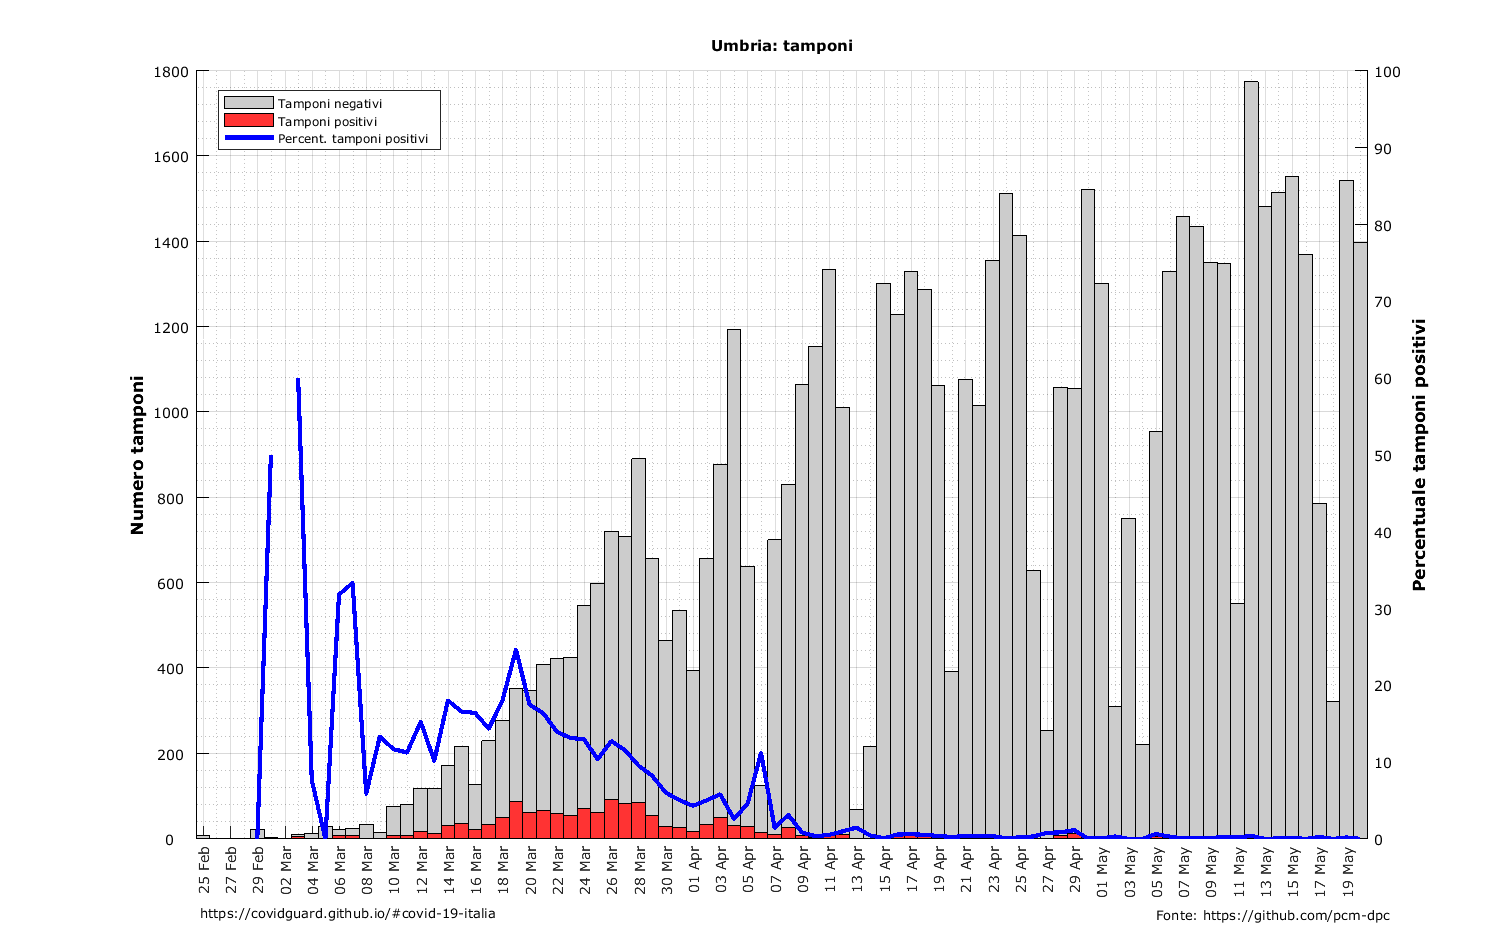 Umbria: tamponi
1800
1600
1400
1200
1000
800
600
400
200
0
100
90
80
70
60
50
40
30
20
10
0
Tamponi negativi
Tamponi positivi
Percent. tamponi positivi
Numero tamponi
Percentuale tamponi positivi
25 Feb
27 Feb
29 Feb
02 Mar
04 Mar
06 Mar
08 Mar
10 Mar
12 Mar
14 Mar
16 Mar
18 Mar
20 Mar
22 Mar
24 Mar
26 Mar
28 Mar
30 Mar
01 Apr
03 Apr
05 Apr
07 Apr
09 Apr
11 Apr
13 Apr
15 Apr
17 Apr
19 Apr
21 Apr
23 Apr
25 Apr
27 Apr
29 Apr
01 May
03 May
05 May
07 May
09 May
11 May
13 May
15 May
17 May
19 May
https://covidguard.github.io/#covid-19-italia
Fonte: https://github.com/pcm-dpc